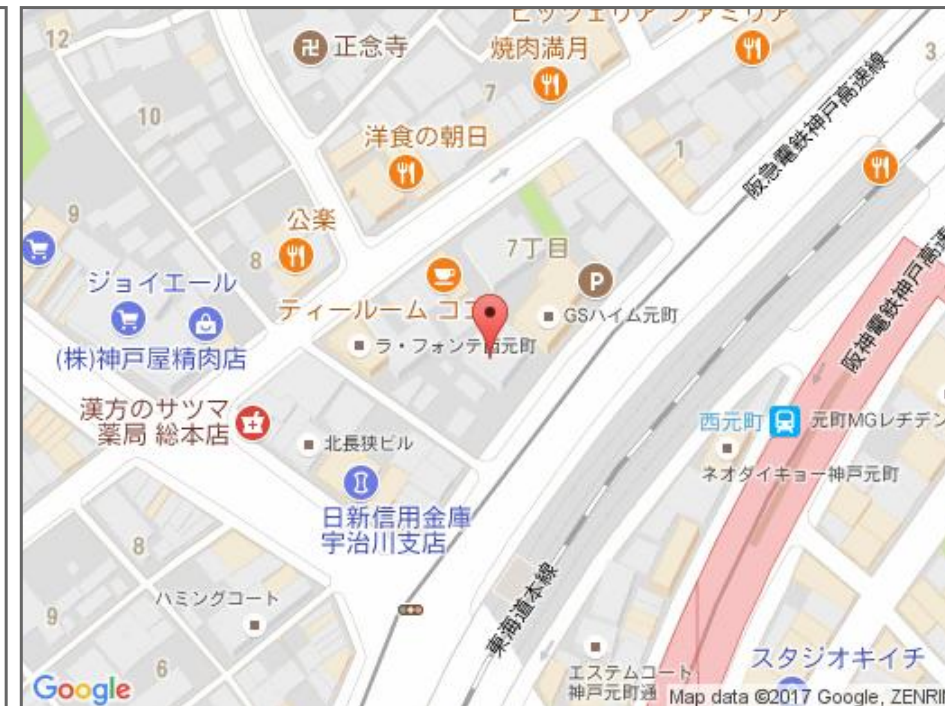 ピッツェリア ファミリア
12
正念寺
焼肉満月
3
7
10
洋食の朝日
1
阪急電鉄神戸高速線
9
公楽
8
7丁目
P
ジョイエール
ティールーム ココ
GSハイム元町
阪神電鉄神戸高速
(株)神戸屋精肉店
ラ・フォンテ西元町
漢方のサツマ
薬局 総本店
北長狭ビル
西元町
元町MGレヂデン
ネオダイキョー神戸元町
日新信用金庫
宇治川支店
8
ハミングコート
9
東海道本線
6
エステムコート
神戸元町通
スタジオキイチ
Google
Map data ©2017 Google, ZENRIN